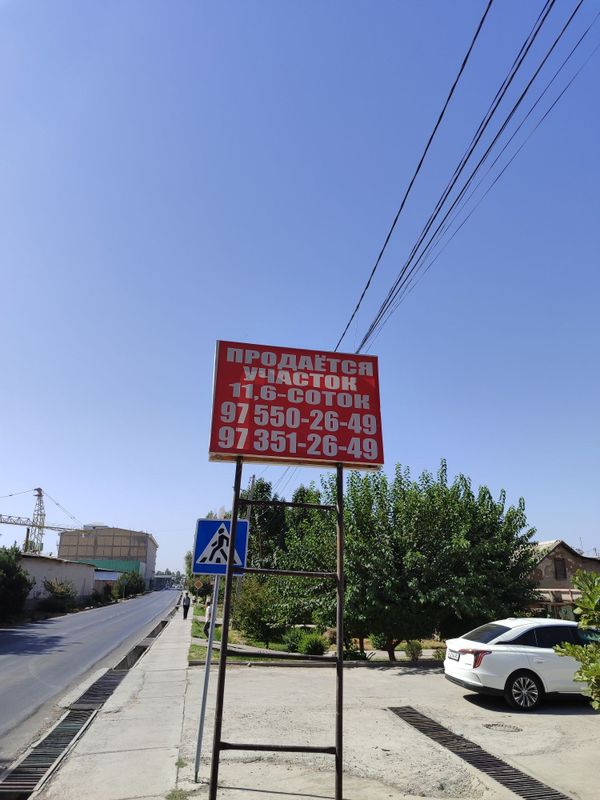 ПРОДАЁТСЯ
УЧАСТОК
11,6-СОТОК
97 550-26-49
97 351-26-49